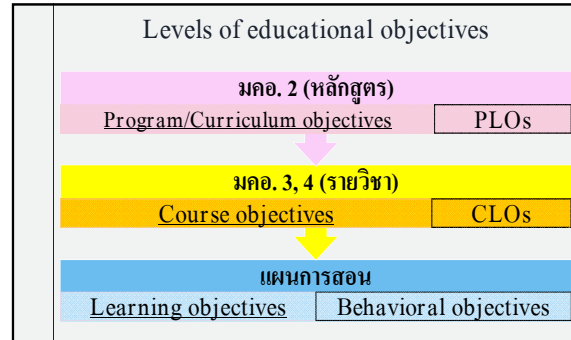 Levels of educational objectives
มคอ. 2 (หลักสูตร)
Program/Curriculum objectives PLOs
มคอ. 3, 4 (รายวิชา)
Course objectives CLOs
แผนการสอน
Learning objectives Behavioral objectives